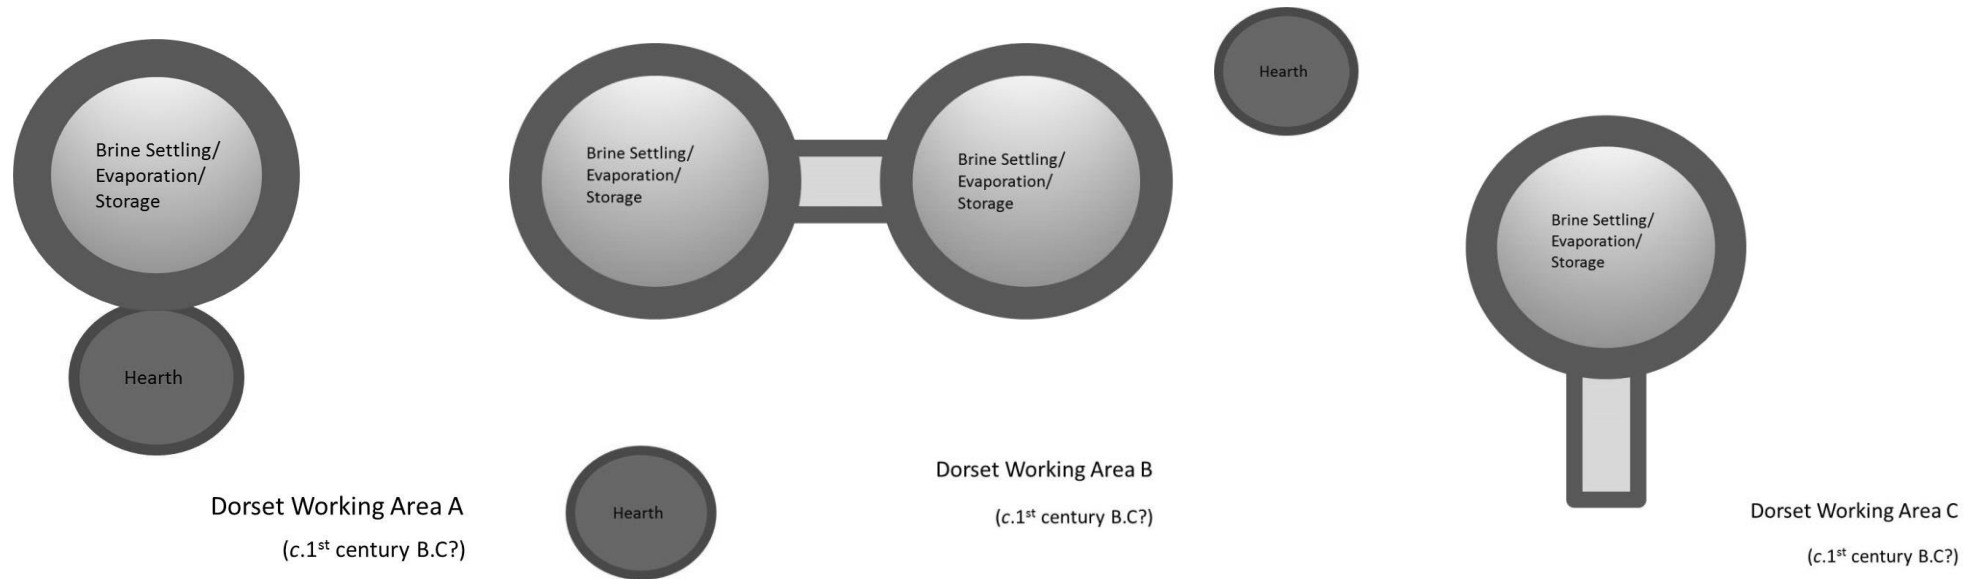 Brine Settling/
Evaporation/
Storage
Hearth
Dorset Working Area A
(c.1st century B.C?)
Brine Settling/
Evaporation/
Storage
Brine Settling/
Evaporation/
Storage
Hearth
Hearth
Dorset Working Area B
(c.1st century B.C?)
Brine Settling/
Evaporation/
Storage
Dorset Working Area C
(c.1st century B.C?)